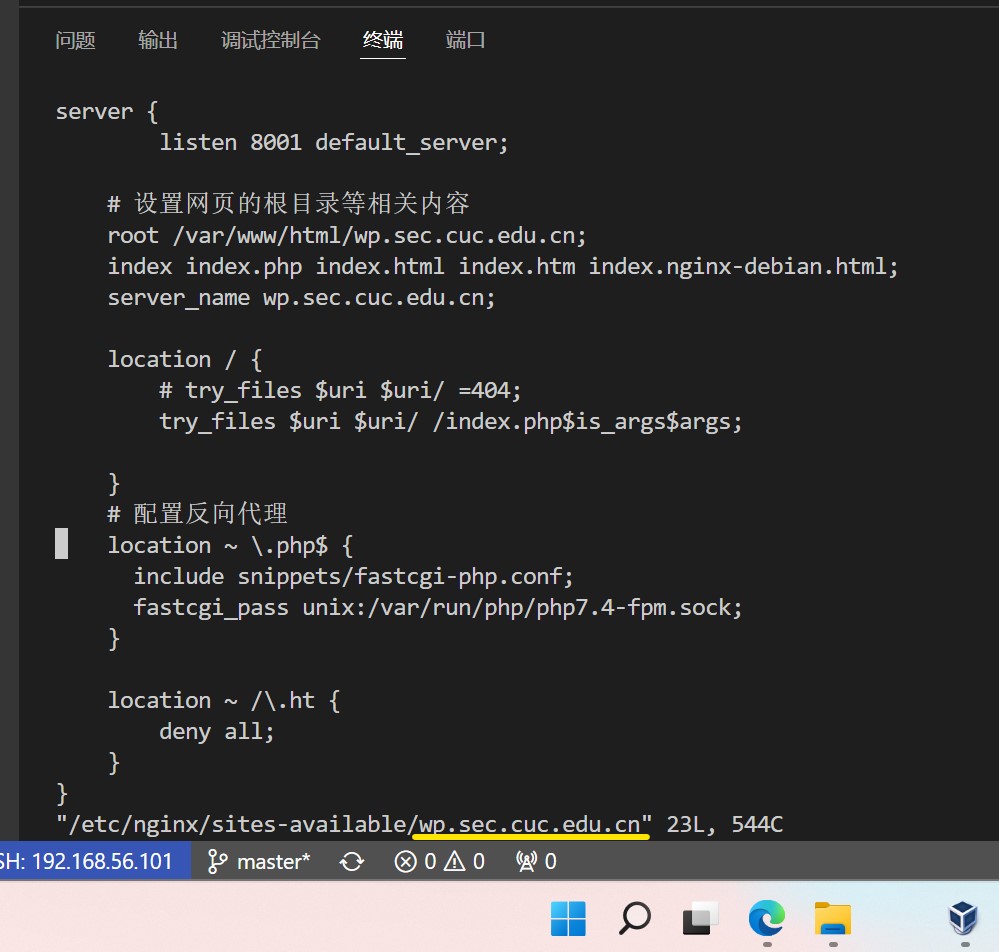 问题 输出 调试控制台 终端 端口
server {
        listen 8001 default_server;
    # 设置网页的根目录等相关内容
    root /var/www/html/wp.sec.cuc.edu.cn;
    index index.php index.html index.htm index.nginx-debian.html;
    server_name wp.sec.cuc.edu.cn;
    location / {
        # try_files $uri $uri/ =404;
        try_files $uri $uri/ /index.php$is_args$args;
    }
    # 配置反向代理
    location ~ \.php$ {
      include snippets/fastcgi-php.conf;
      fastcgi_pass unix:/var/run/php/php7.4-fpm.sock;
    }
    location ~ /\.ht {
        deny all;
    }
}
"/etc/nginx/sites-available/wp.sec.cuc.edu.cn" 23L, 544C
SH: 192.168.56.101 master* 0 0 0